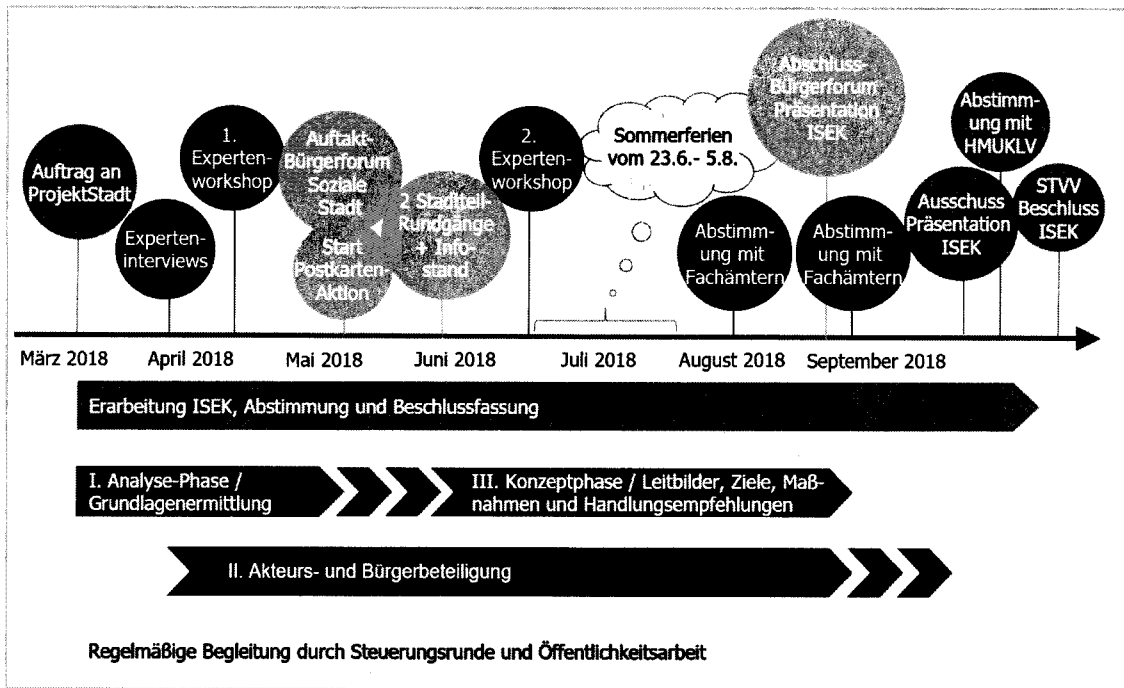 Auftrag an
ProjektStadt
Experten-
interviews
1.
Experten-
workshop
Auftakt-
Bürgerforum
Soziale
Stadt
Start
Postkarten-
Aktion
2 Stadtteil-
Rundgänge
+ Info-
stand
2.
Experten-
workshop
Sommerferien
vom 23.6.- 5.8.
Abstimm-
ung mit
Fachämtern
Abschluss-
Bürgerforum
Präsentation
ISEK
Abstimm-
ung mit
Fachämtern
Ausschuss
Präsentation
ISEK
Abstimm-
ung mit
HMUKLV
STVV
Beschluss
ISEK
März 2018
April 2018
Mai 2018
Juni 2018
Juli 2018
August 2018
September 2018
Erarbeitung ISEK, Abstimmung und Beschlussfassung
I. Analyse-Phase /
Grundlagenermittlung
III. Konzeptphase / Leitbilder, Ziele, Maß-
nahmen und Handlungsempfehlungen
II. Akteurs- und Bürgerbeteiligung
Regelmäßige Begleitung durch Steuerungsrunde und Öffentlichkeitsarbeit